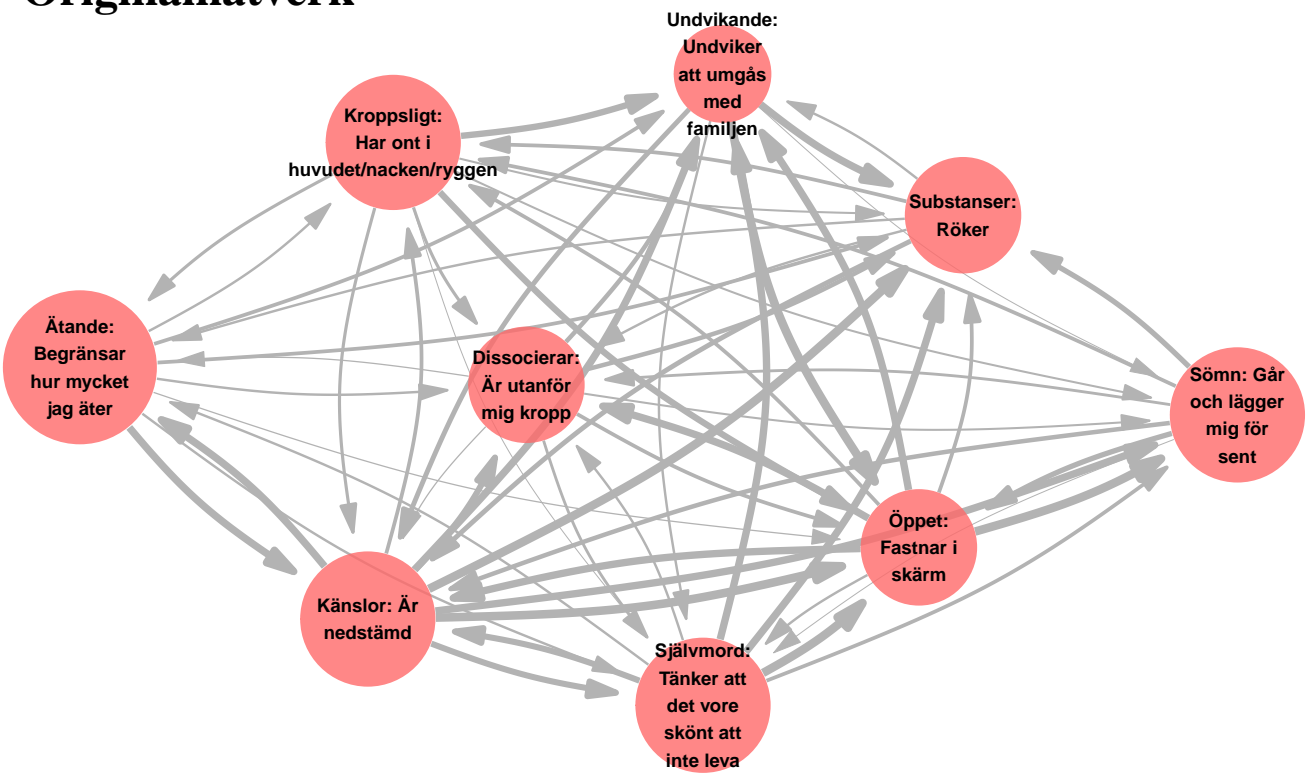 Originalnätverk
Undvikande:
Undviker
att umgås
med
familjen
Kroppsligt:
Har ont i
huvudet/nacken/ryggen
Substanser:
Röker
Ätande:
Begränsar
hur mycket
jag äter
Dissocierar:
Är utanför
mig kropp
Sömn: Går
och lägger
mig för
sent
Öppet:
Fastnar i
skärm
Känslor: Är
nedstämd
Självmord:
Tänker att
det vore
skönt att
inte leva